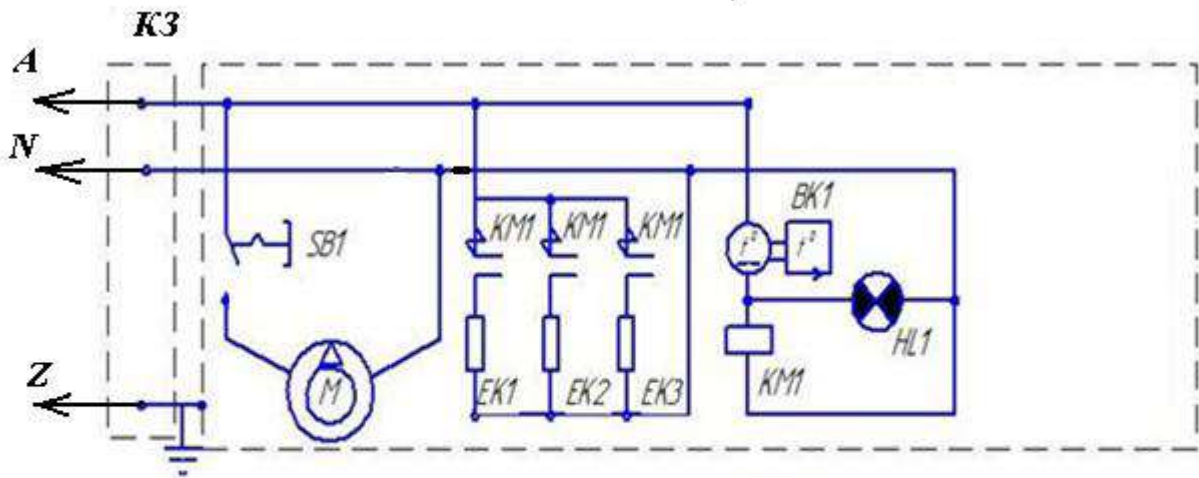 КЗ
A
N
BK1
KM1 KM1 KM1
SB1
t° t°
HL1
M
Z
EK1 EK2 EK3 KM1